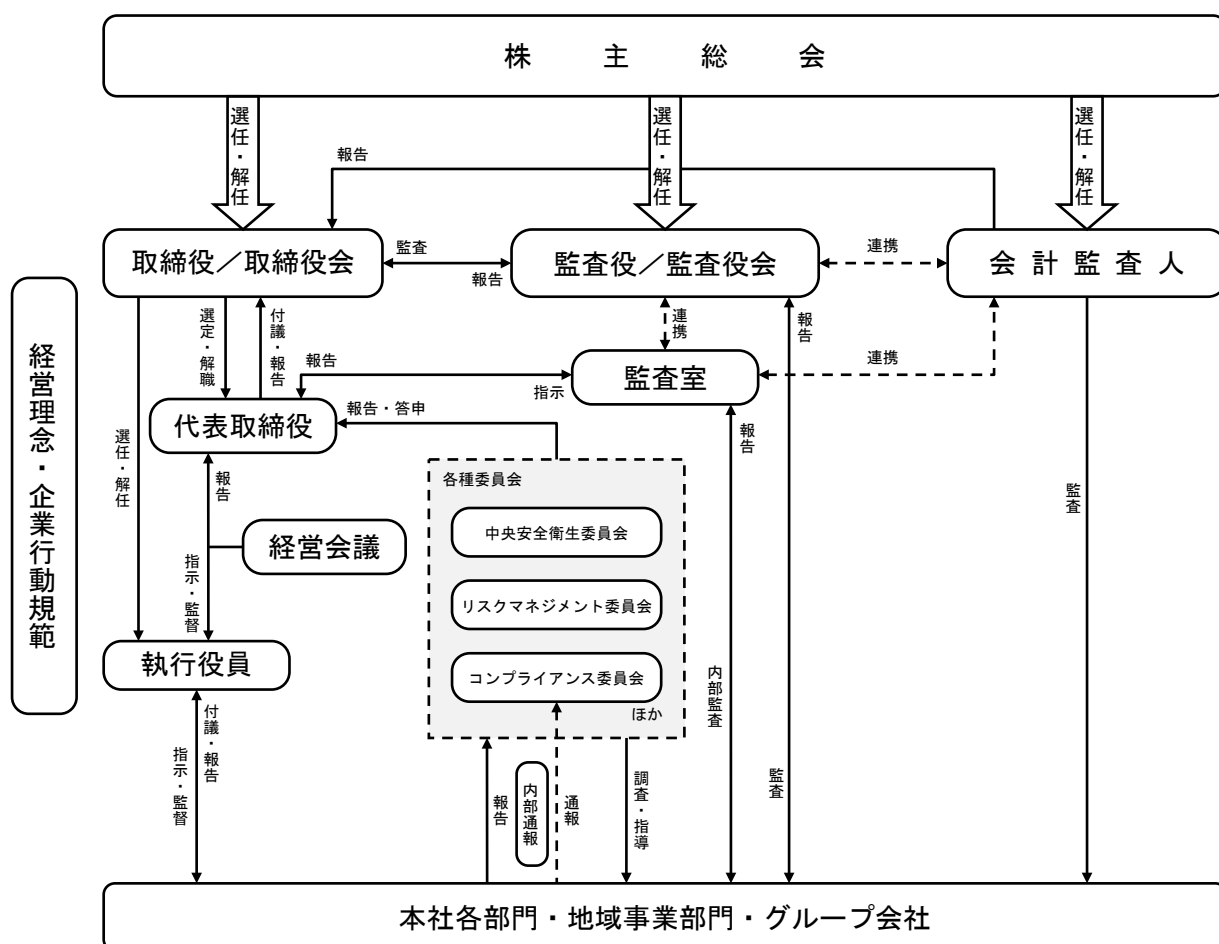 株主総会
選任・解任
選任・解任
選任・解任
報告
取締役／取締役会
監査
報告
監査役／監査役会
連携
会計監査人
経営理念・企業行動規範
選定・解職
付議・報告
連携
報告
報告
指示
監査室
連携
代表取締役
報告・答申
選任・解任
報告
報告
各種委員会
中央安全衛生委員会
監査
経営会議
指示・監督
リスクマネジメント委員会
執行役員
コンプライアンス委員会
ほか
内部監査
付議・報告
指示・監督
報告
内部通報
通報
調査・指導
監査
本社各部門・地域事業部門・グループ会社